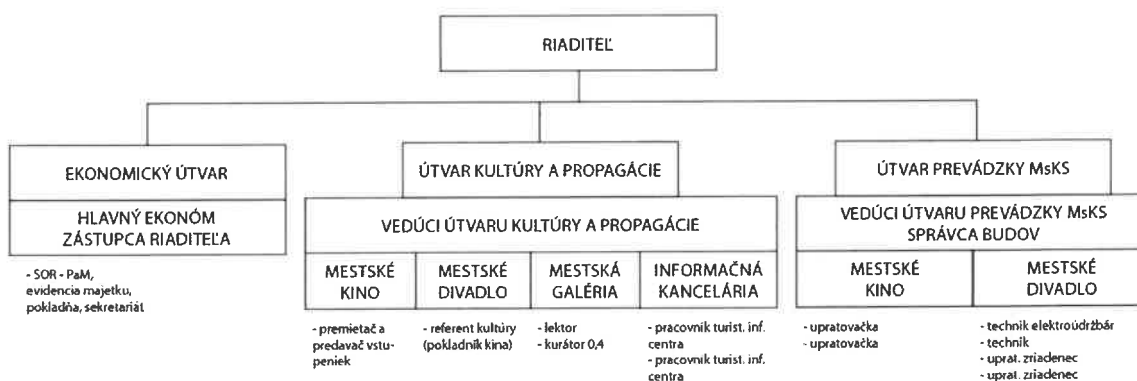 RIADITEĽ
EKONOMICKÝ ÚTVAR
HLAVNÝ EKONÓM
ZÁSTUPCA RIADITEĽA
- SOR - PaM,
evidencia majetku,
pokladňa, sekretariát
ÚTVAR KULTÚRY A PROPAGÁCIE
VEDÚCI ÚTVARU KULTÚRY A PROPAGÁCIE
MESTSKÉ
KINO
- premietač a
predavač vstu-
peniek
MESTSKÉ
DIVADLO
- referent kultúry
(pokladník kina)
MESTSKÁ
GALÉRIA
- lektor
- kurátor 0,4
INFORMAČNÁ
KANCELÁRIA
- pracovník turist. inf.
centra
- pracovník turist. inf.
centra
ÚTVAR PREVÁDZKY MsKS
VEDÚCI ÚTVARU PREVÁDZKY MsKS
SPRÁVCA BUDOV
MESTSKÉ
KINO
- upratovačka
- upratovačka
MESTSKÉ
DIVADLO
- technik elektroúdržbár
- technik
- uprat. zriadenec
- uprat. zriadenec